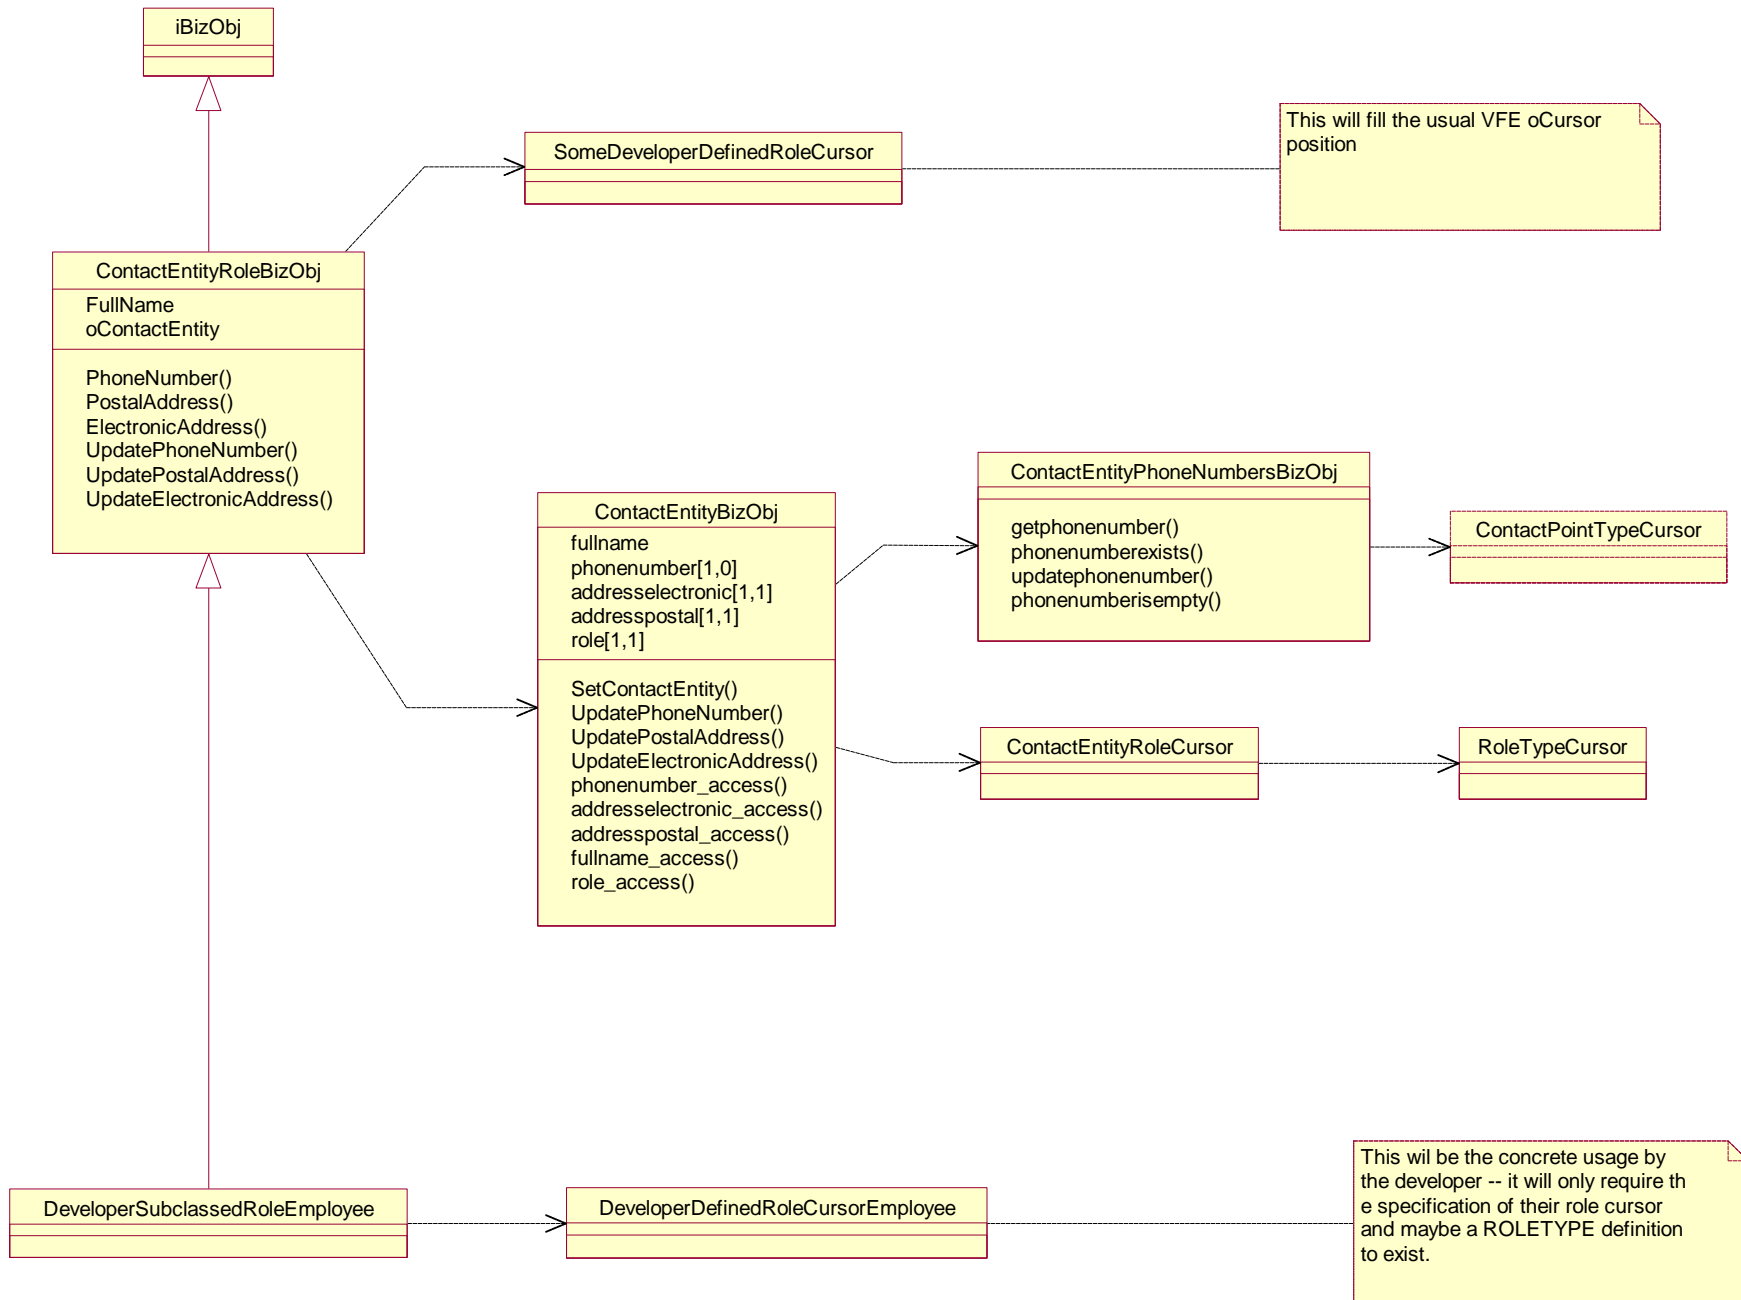 iBizObj
This will fill the usual VFE oCursor
position
SomeDeveloperDefinedRoleCursor
ContactEntityRoleBizObj
FullName
oContactEntity
PhoneNumber()
PostalAddress()
ElectronicAddress()
UpdatePhoneNumber()
UpdatePostalAddress()
UpdateElectronicAddress()
ContactEntityBizObj
fullname
phonenumber[1,0]
addresselectronic[1,1]
addresspostal[1,1]
role[1,1]
SetContactEntity()
UpdatePhoneNumber()
UpdatePostalAddress()
UpdateElectronicAddress()
phonenumber_access()
addresselectronic_access()
addresspostal_access()
fullname_access()
role_access()
ContactEntityPhoneNumbersBizObj
getphonenumber()
phonenumberexists()
updatephonenumber()
phonenumberisempty()
ContactPointTypeCursor
ContactEntityRoleCursor
RoleTypeCursor
DeveloperSubclassedRoleEmployee
DeveloperDefinedRoleCursorEmployee
This wil be the concrete usage by
the developer -- it will only require th
e specification of their role cursor
and maybe a ROLETYPE definition
to exist.